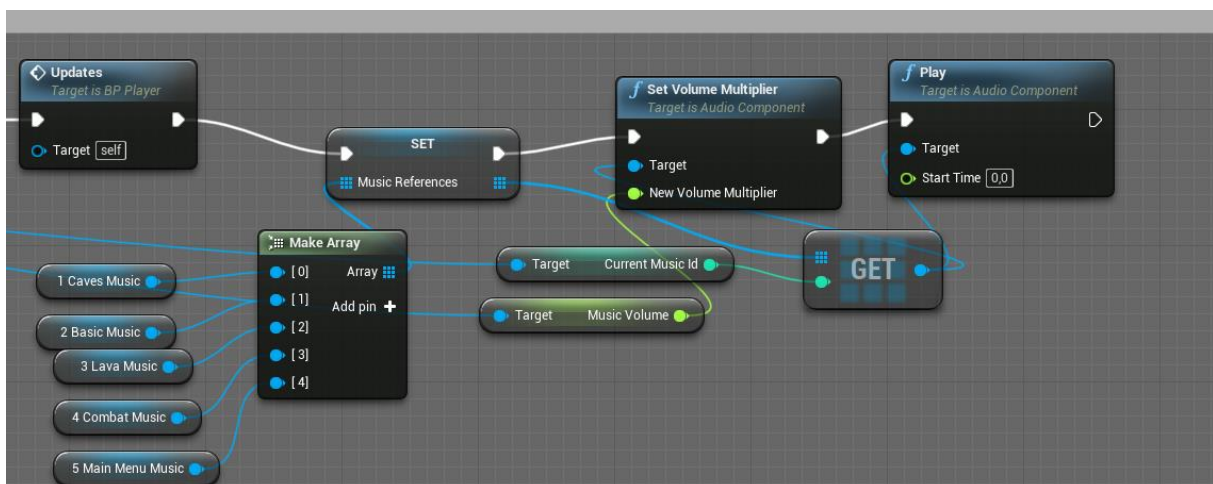 Updates
Target is BP Player
Target self
SET
Music References
Set Volume Multiplier
Target is Audio Component
Target
New Volume Multiplier
Play
Target is Audio Component
Target
Start Time 0,0
Make Array
[0] Array
[1] Add pin
[2]
[3]
[4]
1 Caves Music
2 Basic Music
3 Lava Music
4 Combat Music
5 Main Menu Music
Target Current Music Id
Target Music Volume
GET